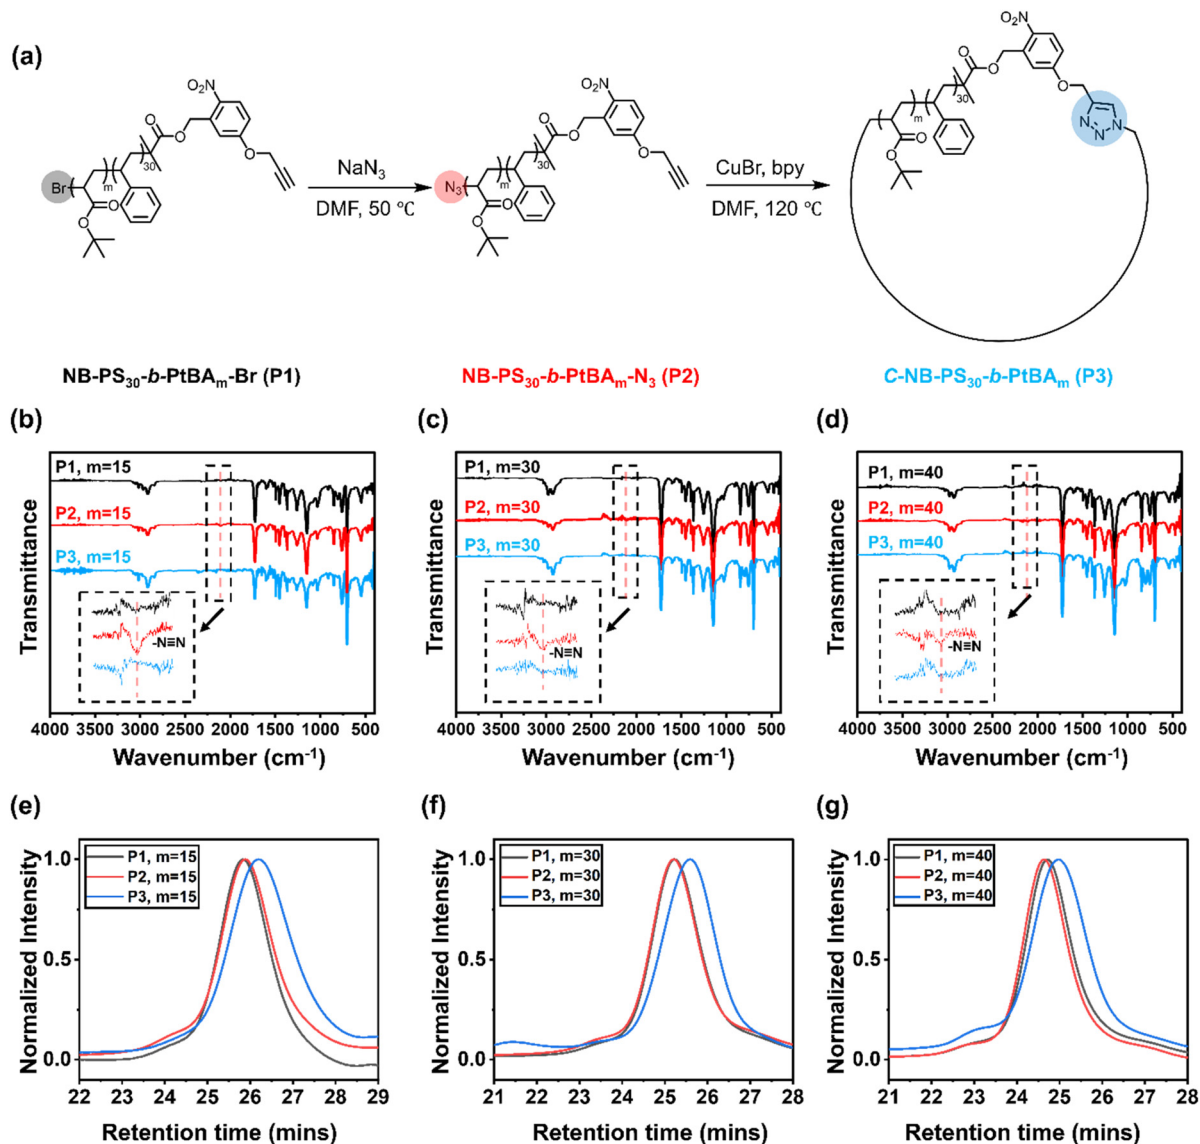 (a)
O₂N
O
O
O
Br
m
30
O
O
NaN₃
DMF, 50 ℃
O₂N
O
O
O
N₃
m
30
O
O
CuBr, bpy
DMF, 120 ℃
O₂N
O
O
O
m
30
O
O
N
N
N
NB-PS₃₀-b-PtBAₘ-Br (P1)
NB-PS₃₀-b-PtBAₘ-N₃ (P2)
C-NB-PS₃₀-b-PtBAₘ (P3)
(b)
P1, m=15
P2, m=15
P3, m=15
-N≡N
Transmittance
4000 3500 3000 2500 2000 1500 1000 500
Wavenumber (cm⁻¹)
(c)
P1, m=30
P2, m=30
P3, m=30
-N≡N
Transmittance
4000 3500 3000 2500 2000 1500 1000 500
Wavenumber (cm⁻¹)
(d)
P1, m=40
P2, m=40
P3, m=40
-N≡N
Transmittance
4000 3500 3000 2500 2000 1500 1000 500
Wavenumber (cm⁻¹)
(e)
P1, m=15
P2, m=15
P3, m=15
Normalized Intensity
1.0
0.5
0.0
22 23 24 25 26 27 28 29
Retention time (mins)
(f)
P1, m=30
P2, m=30
P3, m=30
Normalized Intensity
1.0
0.5
0.0
21 22 23 24 25 26 27 28
Retention time (mins)
(g)
P1, m=40
P2, m=40
P3, m=40
Normalized Intensity
1.0
0.5
0.0
21 22 23 24 25 26 27 28
Retention time (mins)